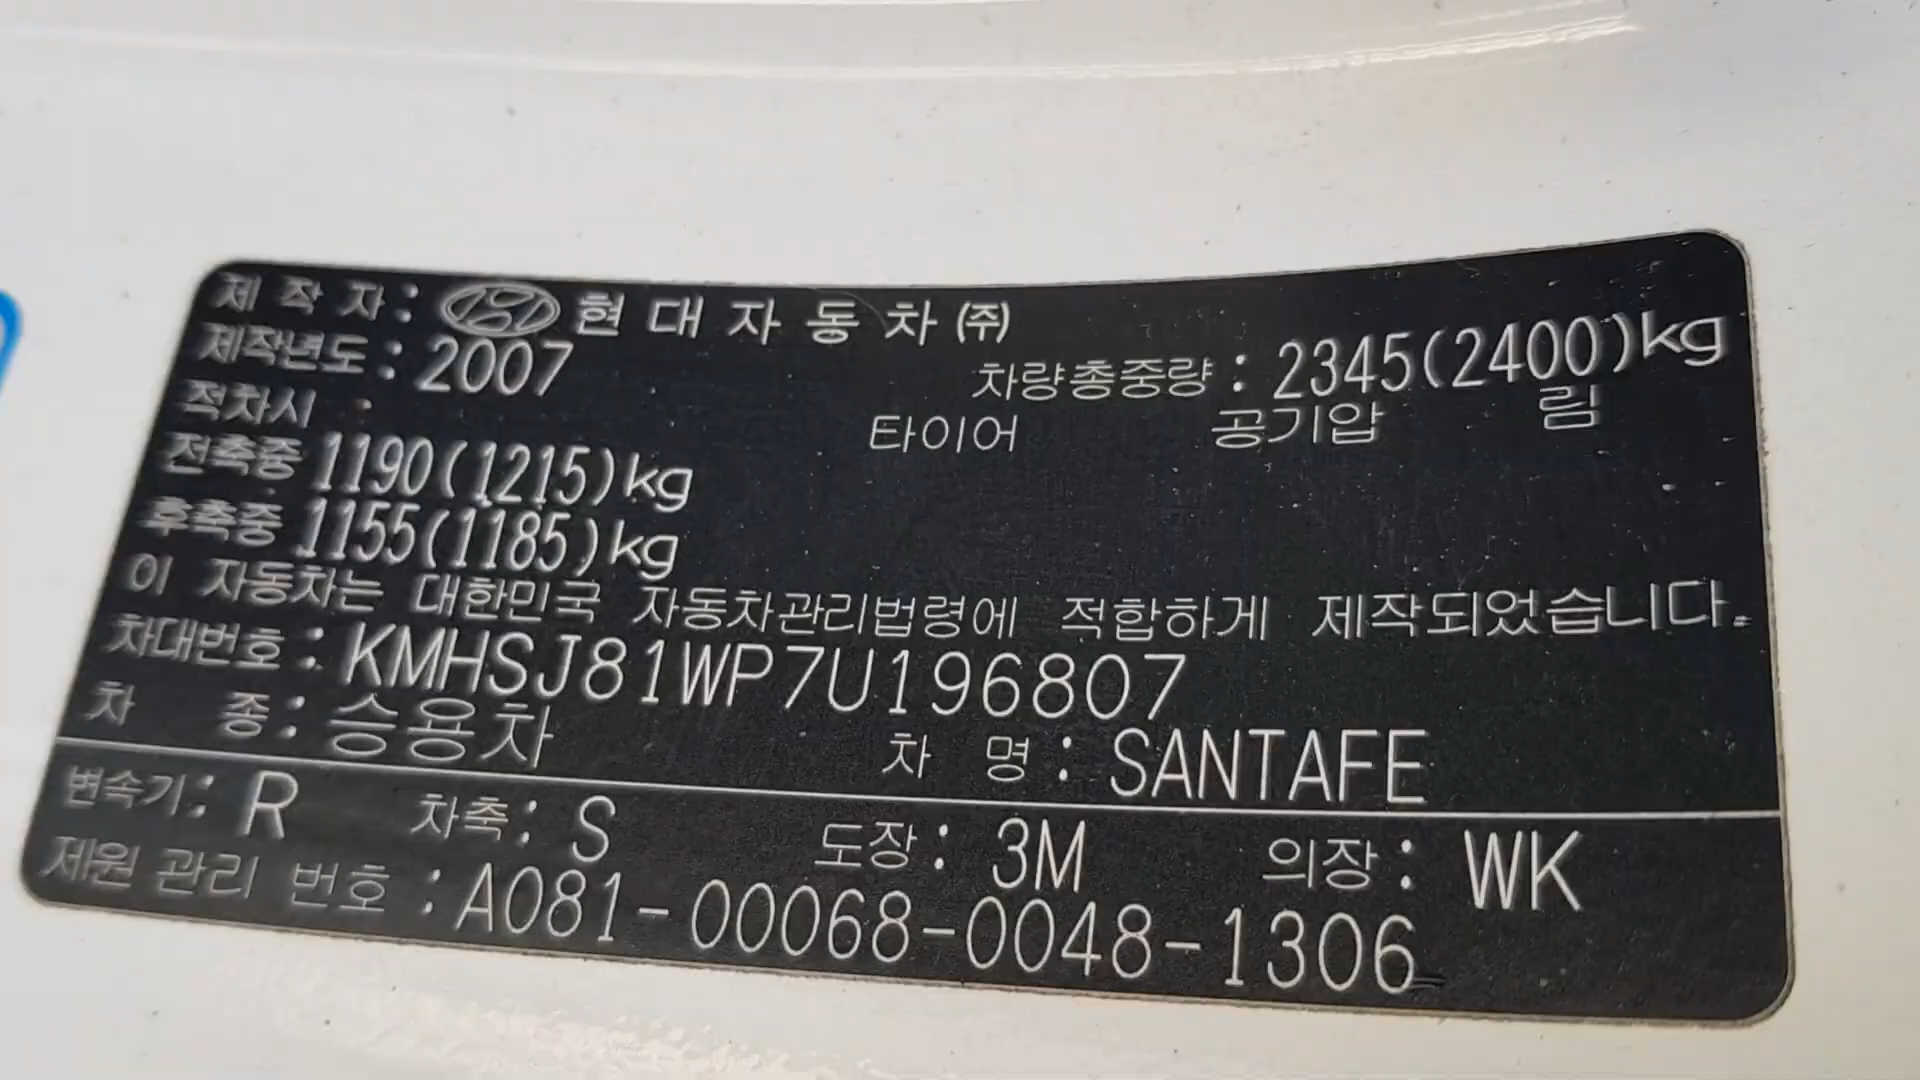 제 작 자 : 현 대 자 동 차 (주)
제작년도 : 2007 차량총중량 : 2345(2400)kg
적차시 : 타이어 공기압 림
전축중 1190(1215)kg
후축중 1155(1185)kg
이 자동차는 대한민국 자동차관리법령에 적합하게 제작되었습니다.
차대번호 : KMHSJ81WP7U196807
차 종 : 승용차 차 명 : SANTAFE
변속기 : R 차축 : S 도장 : 3M 의장 : WK
제원 관리 번호 : A081-00068-0048-1306